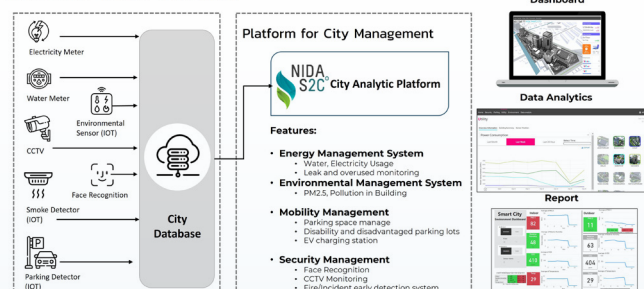 Electricity Meter
Water Meter
Environmental
Sensor (IOT)
CCTV
Face Recognition
Smoke Detector
(IOT)
Parking Detector
(IOT)
City
Database
Platform for City Management
NIDA
S2C°
City Analytic Platform
Features:
• Energy Management System
• Water, Electricity Usage
• Leak and overused monitoring
• Environmental Management System
• PM2.5, Pollution in Building
• Mobility Management
• Parking space manage
• Disability and disadvantaged parking lots
• EV charging station
• Security Management
• Face Recognition
• CCTV Monitoring
• Fire/Incident early detection system
Dashboard
Data Analytics
Utility
Power Consumption
Report
Smart City
82
48
413
29
11
63
404
29